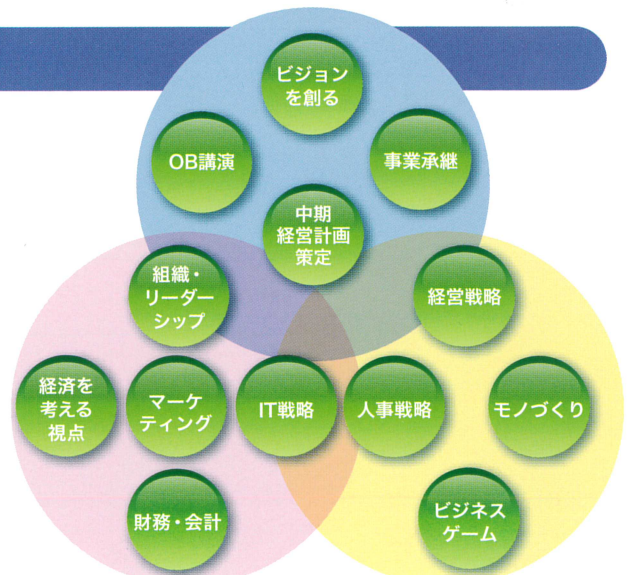 ビジョン
を創る
OB講演
事業承継
中期
経営計画
策定
組織・
リーダー
シップ
経営戦略
経済を
考える
視点
マーケ
ティング
IT戦略
人事戦略
モノづくり
財務・会計
ビジネス
ゲーム